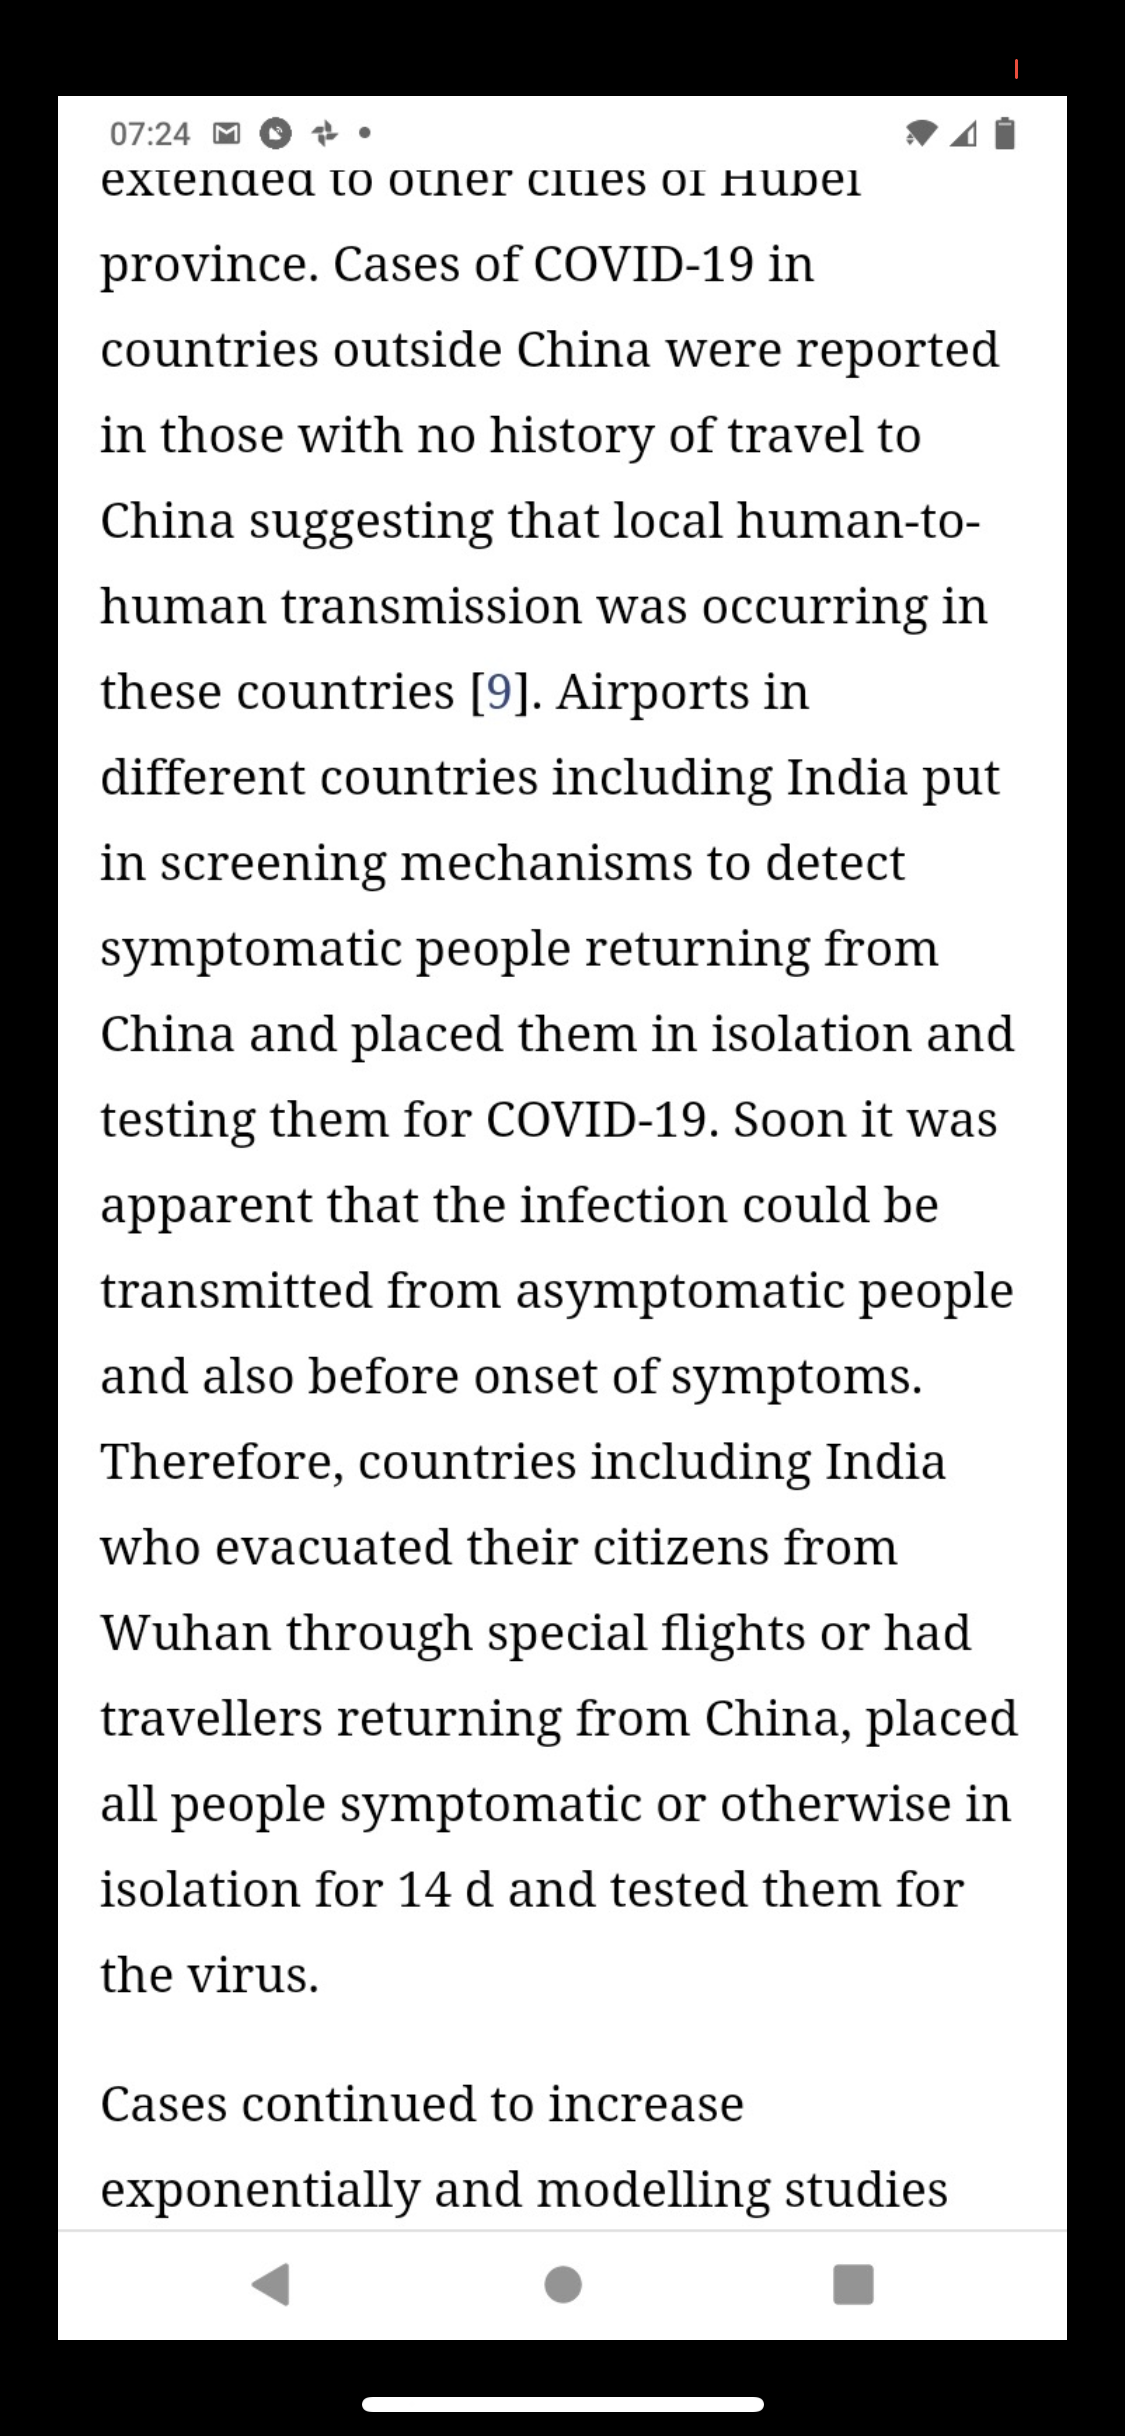 07:24
extended to other cities of Hubei
province. Cases of COVID-19 in
countries outside China were reported
in those with no history of travel to
China suggesting that local human-to-
human transmission was occurring in
these countries [9]. Airports in
different countries including India put
in screening mechanisms to detect
symptomatic people returning from
China and placed them in isolation and
testing them for COVID-19. Soon it was
apparent that the infection could be
transmitted from asymptomatic people
and also before onset of symptoms.
Therefore, countries including India
who evacuated their citizens from
Wuhan through special flights or had
travellers returning from China, placed
all people symptomatic or otherwise in
isolation for 14 d and tested them for
the virus.
Cases continued to increase
exponentially and modelling studies